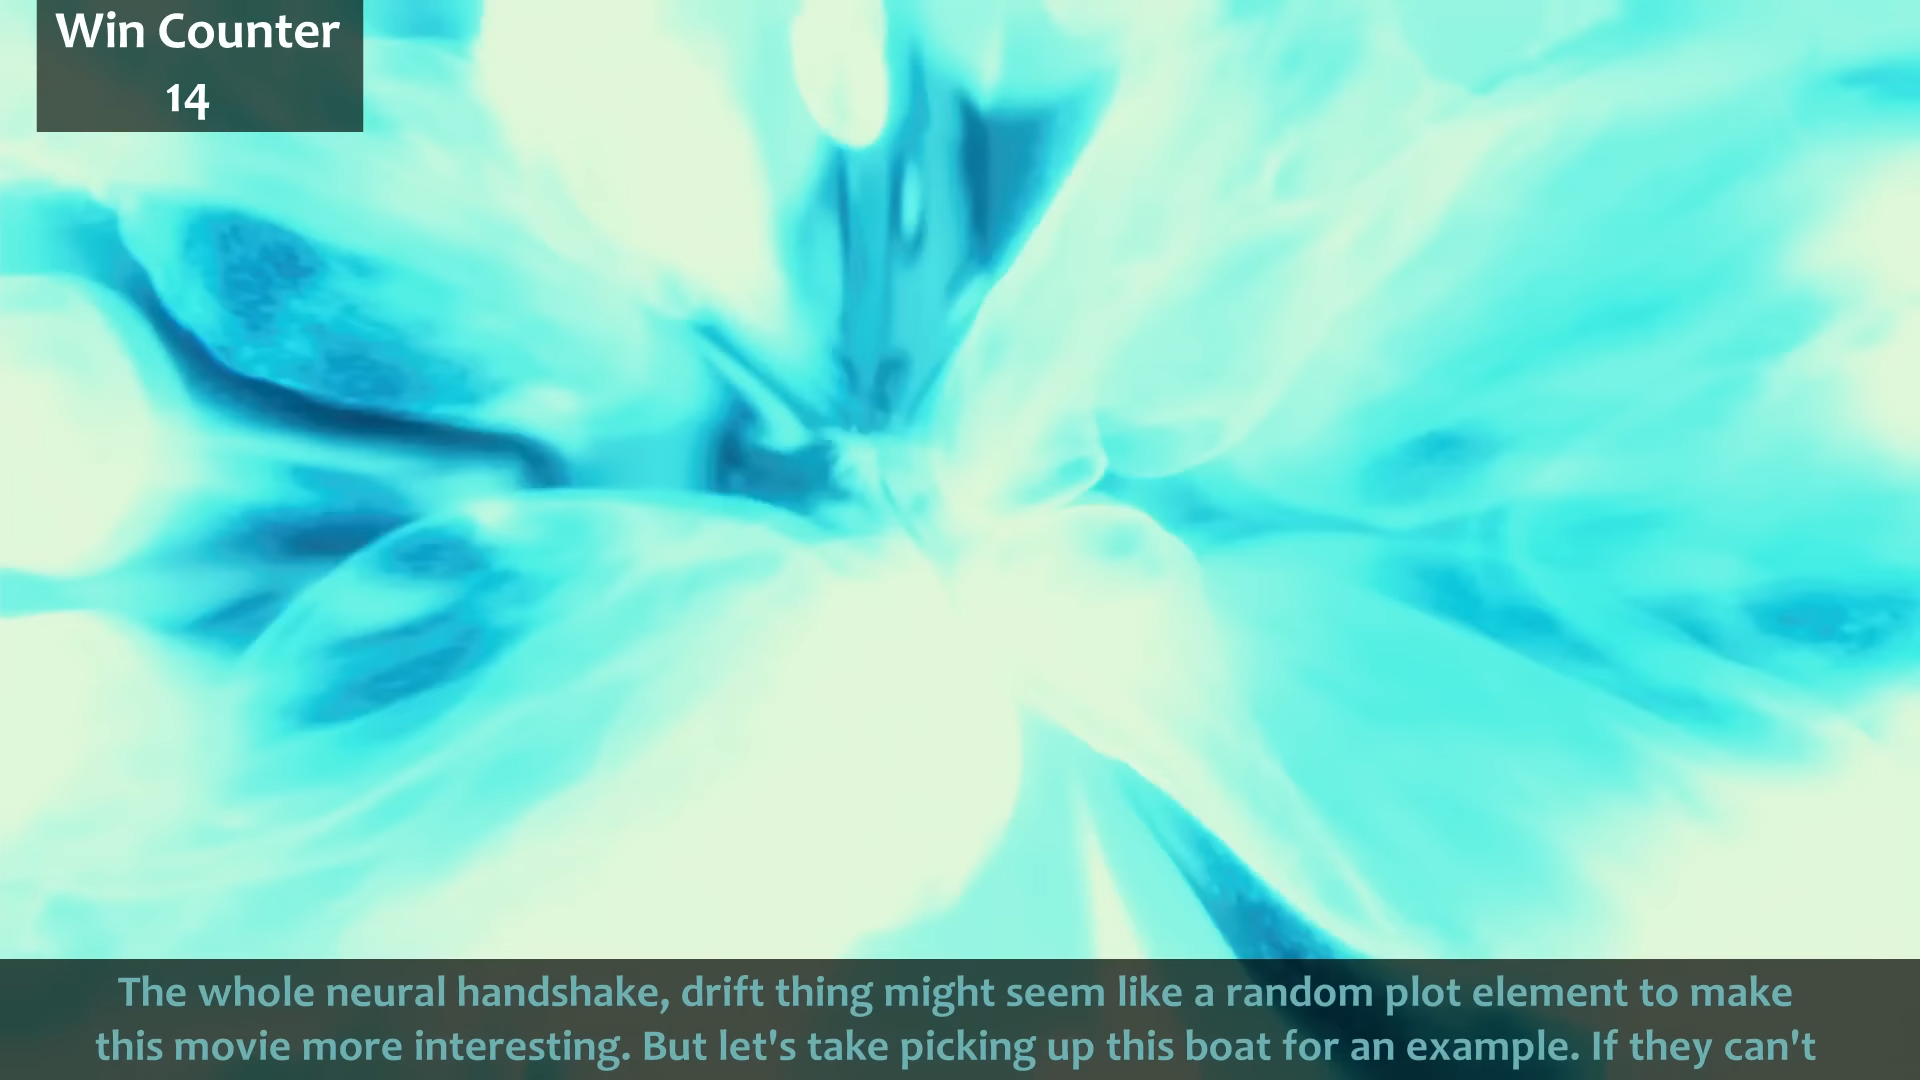 Win Counter
14
The whole neural handshake, drift thing might seem like a random plot element to make
this movie more interesting. But let's take picking up this boat for an example. If they can't